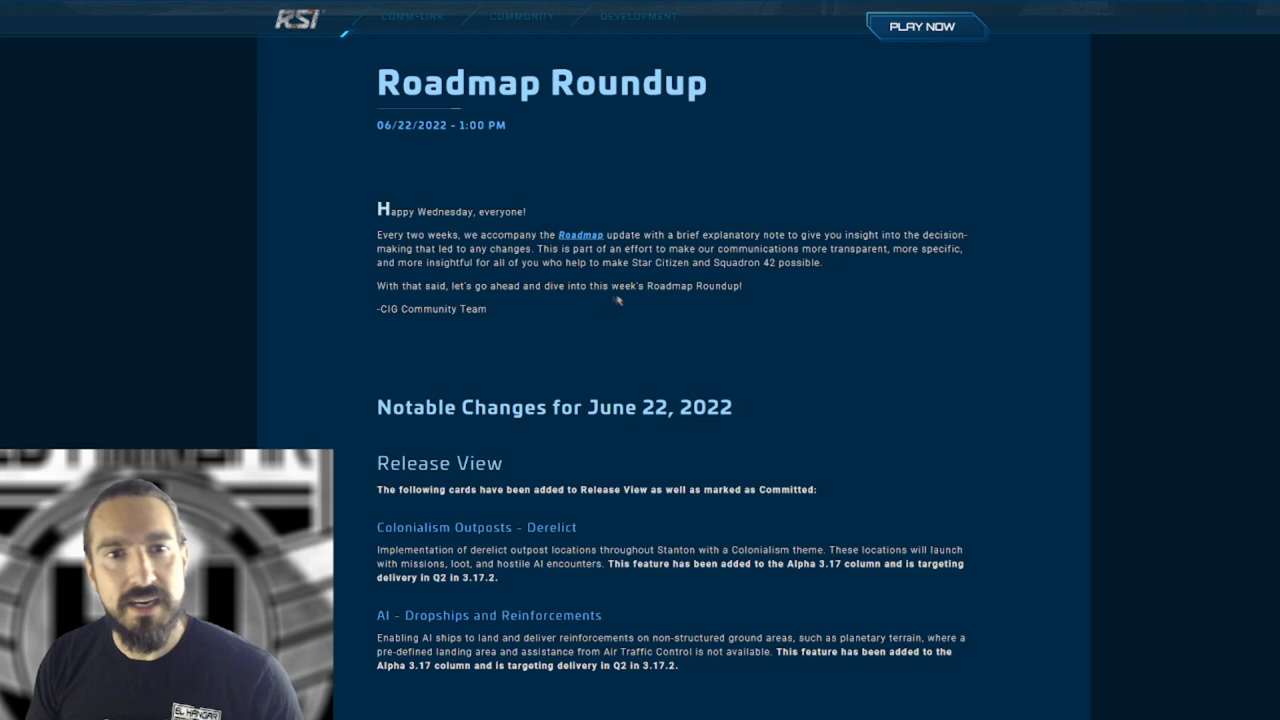 RSI
COMM-LINK
COMMUNITY
DEVELOPMENT
PLAY NOW
Roadmap Roundup
06/22/2022 - 1:00 PM
Happy Wednesday, everyone!
Every two weeks, we accompany the Roadmap update with a brief explanatory note to give you insight into the decision-
making that led to any changes. This is part of an effort to make our communications more transparent, more specific,
and more insightful for all of you who help to make Star Citizen and Squadron 42 possible.
With that said, let's go ahead and dive into this week's Roadmap Roundup!
-CIG Community Team
Notable Changes for June 22, 2022
Release View
The following cards have been added to Release View as well as marked as Committed:
Colonialism Outposts - Derelict
Implementation of derelict outpost locations throughout Stanton with a Colonialism theme. These locations will launch
with missions, loot, and hostile AI encounters. This feature has been added to the Alpha 3.17 column and is targeting
delivery in Q2 in 3.17.2.
AI - Dropships and Reinforcements
Enabling AI ships to land and deliver reinforcements on non-structured ground areas, such as planetary terrain, where a
pre-defined landing area and assistance from Air Traffic Control is not available. This feature has been added to the
Alpha 3.17 column and is targeting delivery in Q2 in 3.17.2.
EL HANGAR